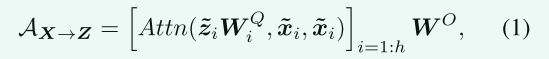 𝒜_{X→Z} = [Attn(z̃_i W_i^Q, x̃_i, x̃_i)]_{i=1:h} W^O, (1)